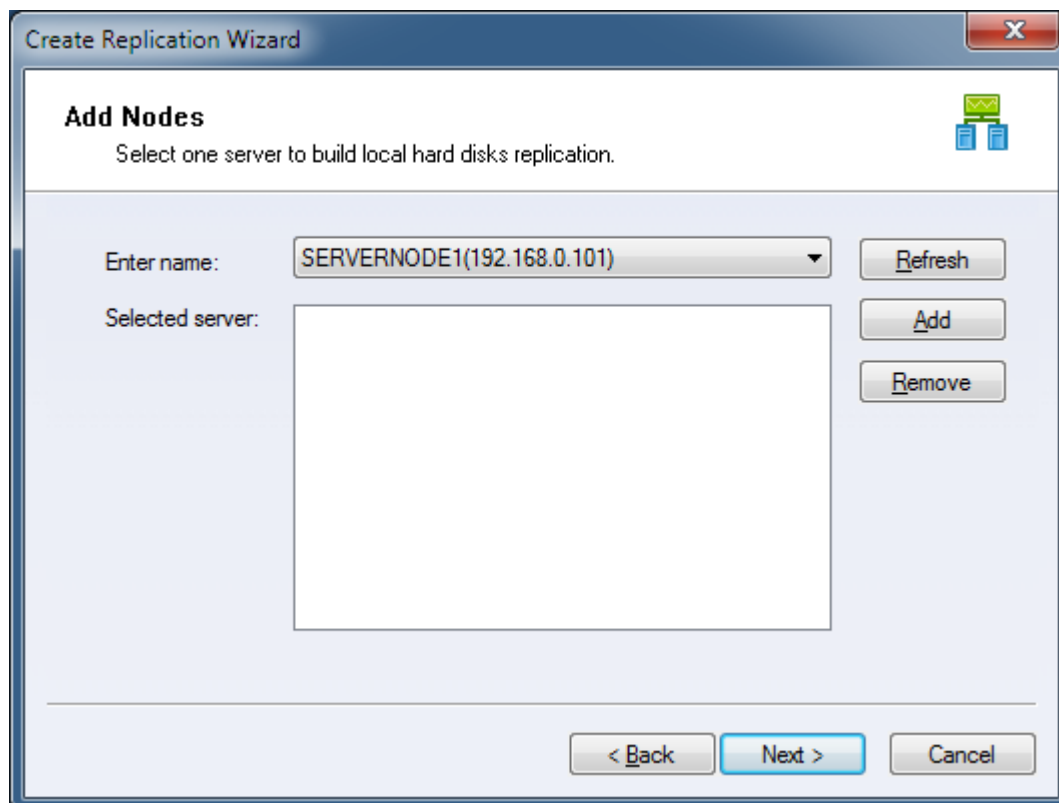 Create Replication Wizard
Add Nodes
Select one server to build local hard disks replication.
Enter name:
SERVERNODE1(192.168.0.101)
Refresh
Selected server:
Add
Remove
< Back
Next >
Cancel